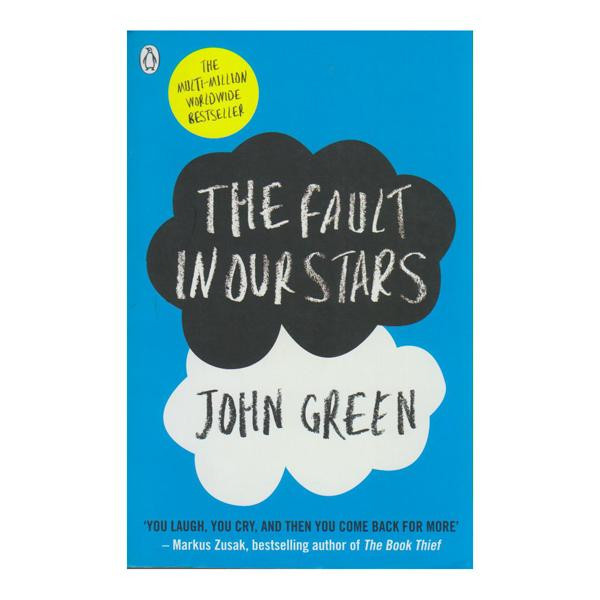 THE
MULTI-MILLION
WORLDWIDE
BESTSELLER
THE FAULT
IN OUR STARS
JOHN GREEN
'YOU LAUGH, YOU CRY, AND THEN YOU COME BACK FOR MORE'
– Markus Zusak, bestselling author of The Book Thief